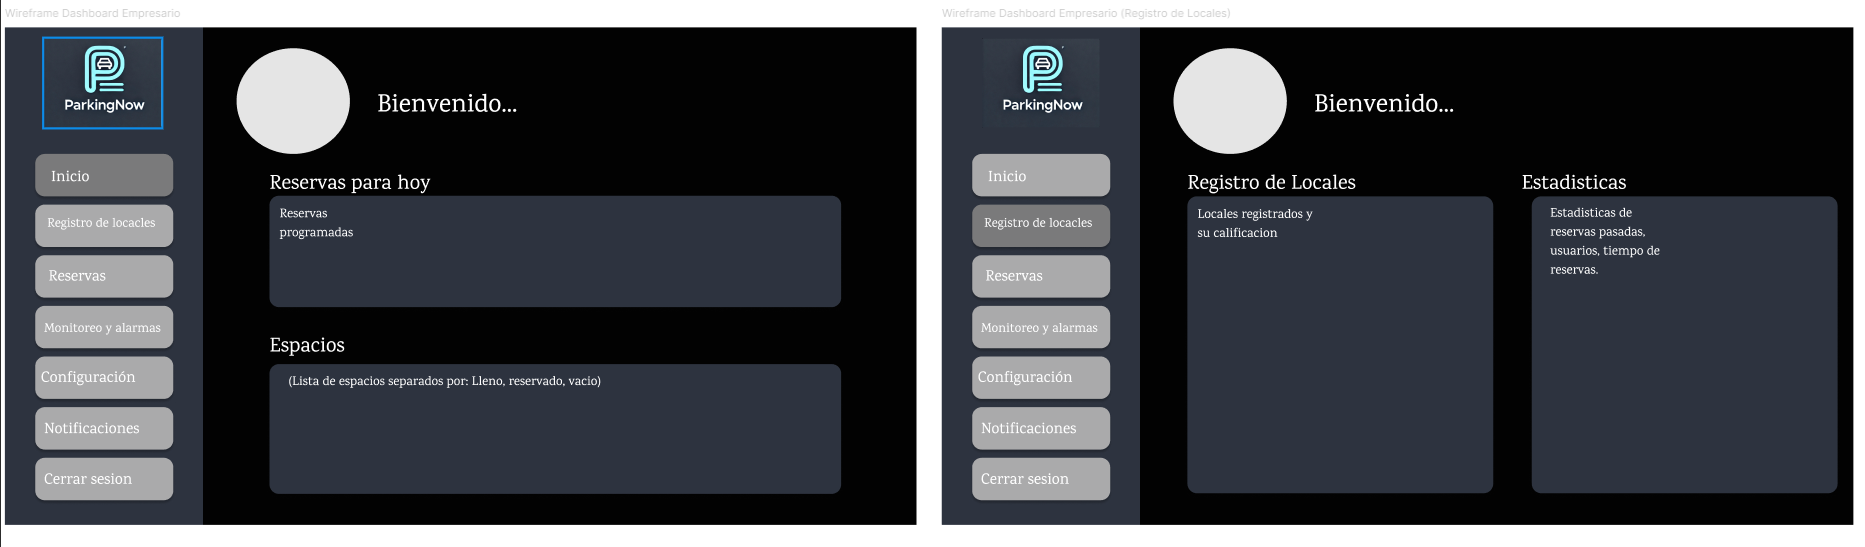 Wireframe Dashboard Empresario
ParkingNow
Inicio
Registro de locacles
Reservas
Monitoreo y alarmas
Configuración
Notificaciones
Cerrar sesion
Bienvenido...
Reservas para hoy
Reservas
programadas
Espacios
(Lista de espacios separados por: Lleno, reservado, vacio)
Wireframe Dashboard Empresario (Registro de Locales)
ParkingNow
Inicio
Registro de locacles
Reservas
Monitoreo y alarmas
Configuración
Notificaciones
Cerrar sesion
Bienvenido...
Registro de Locales
Locales registrados y
su calificacion
Estadisticas
Estadisticas de
reservas pasadas,
usuarios, tiempo de
reservas.